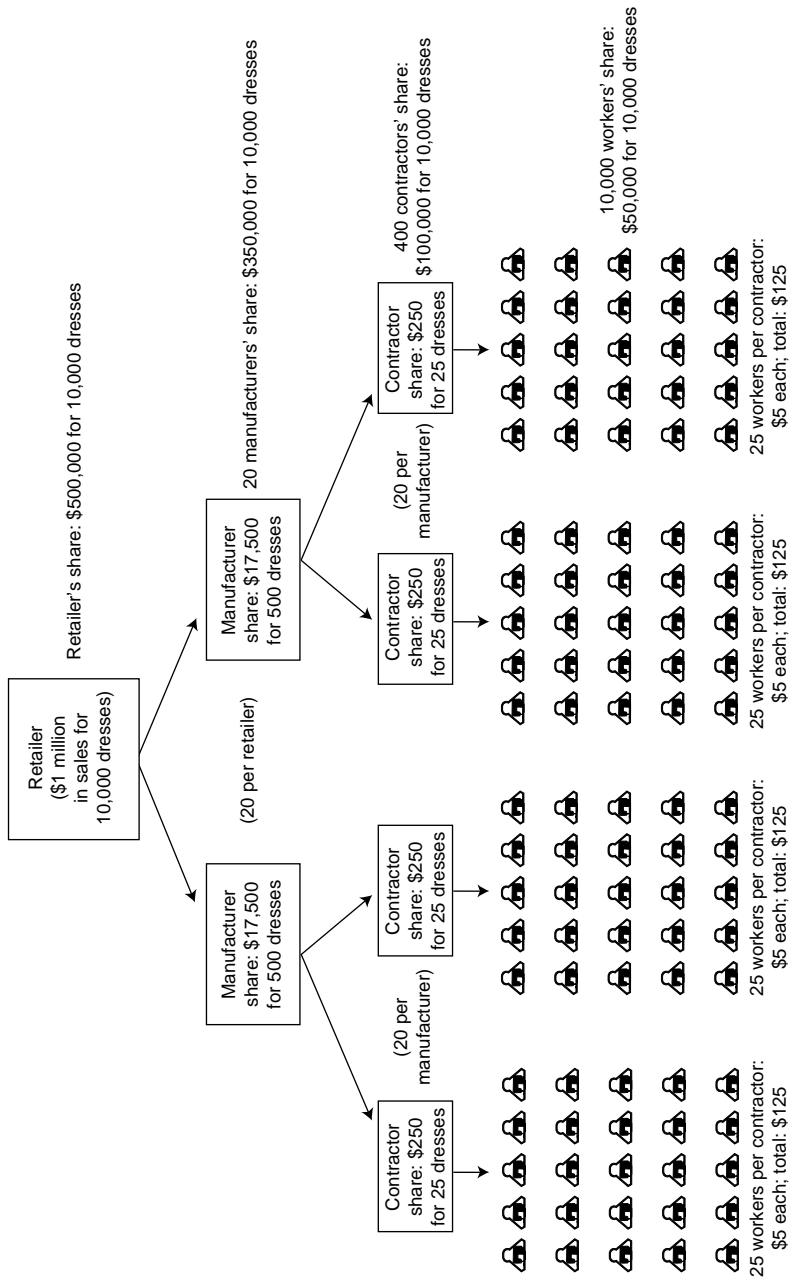 Retailer
($1 million
in sales for
10,000 dresses)
Retailer’s share: $500,000 for 10,000 dresses
Manufacturer
share: $17,500
for 500 dresses
(20 per retailer)
Manufacturer
share: $17,500
for 500 dresses
20 manufacturers’ share: $350,000 for 10,000 dresses
Contractor
share: $250
for 25 dresses
(20 per
manufacturer)
Contractor
share: $250
for 25 dresses
Contractor
share: $250
for 25 dresses
(20 per
manufacturer)
Contractor
share: $250
for 25 dresses
400 contractors’ share:
$100,000 for 10,000 dresses
10,000 workers’ share:
$50,000 for 10,000 dresses
25 workers per contractor:
$5 each; total: $125
25 workers per contractor:
$5 each; total: $125
25 workers per contractor:
$5 each; total: $125
25 workers per contractor:
$5 each; total: $125